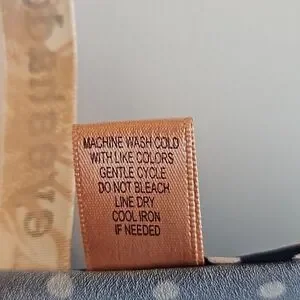 MACHINE WASH COLD
WITH LIKE COLORS
GENTLE CYCLE
DO NOT BLEACH
LINE DRY
COOL IRON
IF NEEDED